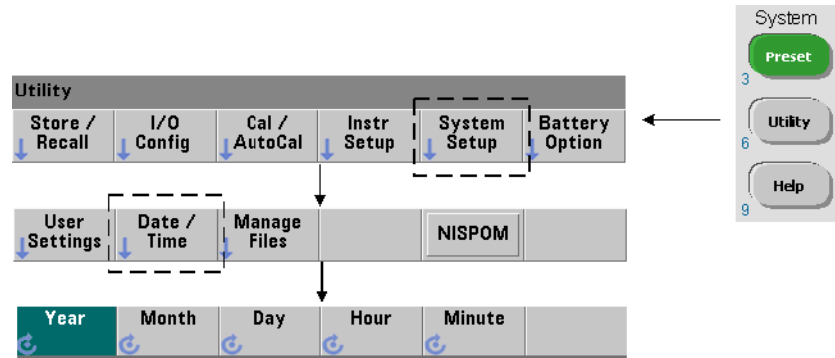 System
Preset
3
Utility
6
Help
9
Utility
Store / Recall
I/O Config
Cal / AutoCal
Instr Setup
System Setup
Battery Option
User Settings
Date / Time
Manage Files
NISPOM
Year
Month
Day
Hour
Minute